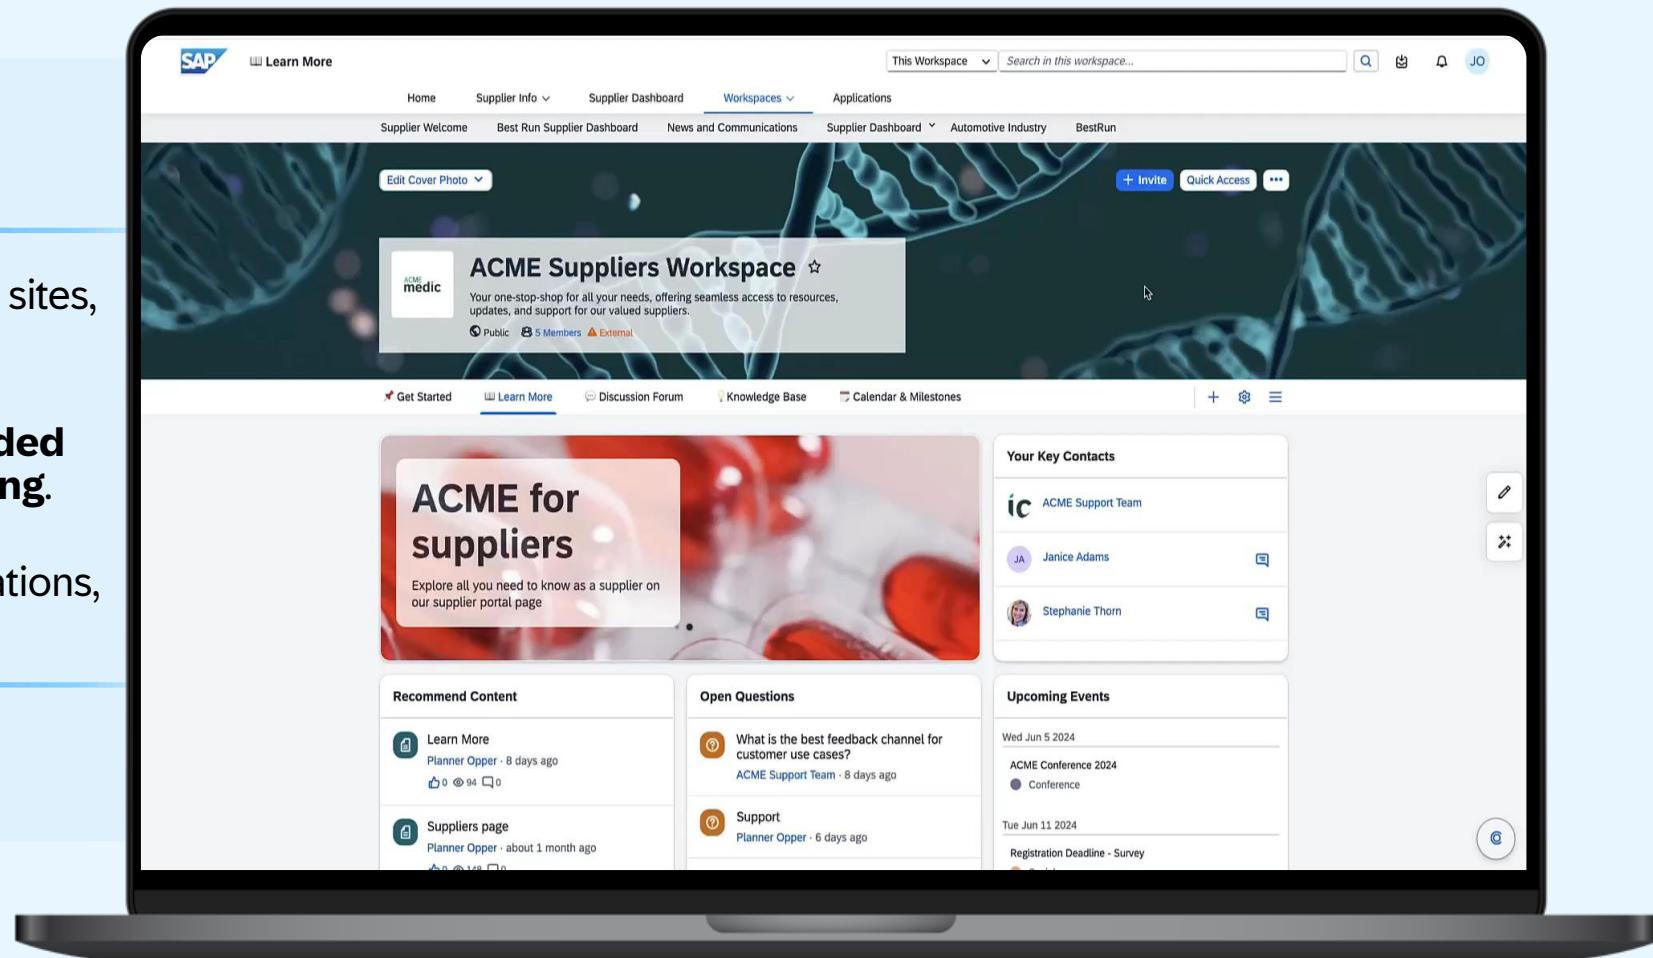 SAP
Learn More
This Workspace
Search in this workspace...
JO
Home
Supplier Info
Supplier Dashboard
Workspaces
Applications
Supplier Welcome
Best Run Supplier Dashboard
News and Communications
Supplier Dashboard
Automotive Industry
BestRun
Edit Cover Photo
+ Invite
Quick Access
sites,
ded
ng.
ations,
ACME
medic
ACME Suppliers Workspace
Your one-stop-shop for all your needs, offering seamless access to resources,
updates, and support for our valued suppliers.
Public
5 Members
External
Get Started
Learn More
Discussion Forum
Knowledge Base
Calendar & Milestones
ACME for
suppliers
Explore all you need to know as a supplier on
our supplier portal page
Your Key Contacts
ic
ACME Support Team
JA
Janice Adams
Stephanie Thorn
Recommend Content
Learn More
Planner Opper · 8 days ago
0 94 0
Suppliers page
Planner Opper · about 1 month ago
Open Questions
What is the best feedback channel for
customer use cases?
ACME Support Team · 8 days ago
Support
Planner Opper · 6 days ago
Upcoming Events
Wed Jun 5 2024
ACME Conference 2024
Conference
Tue Jun 11 2024
Registration Deadline - Survey